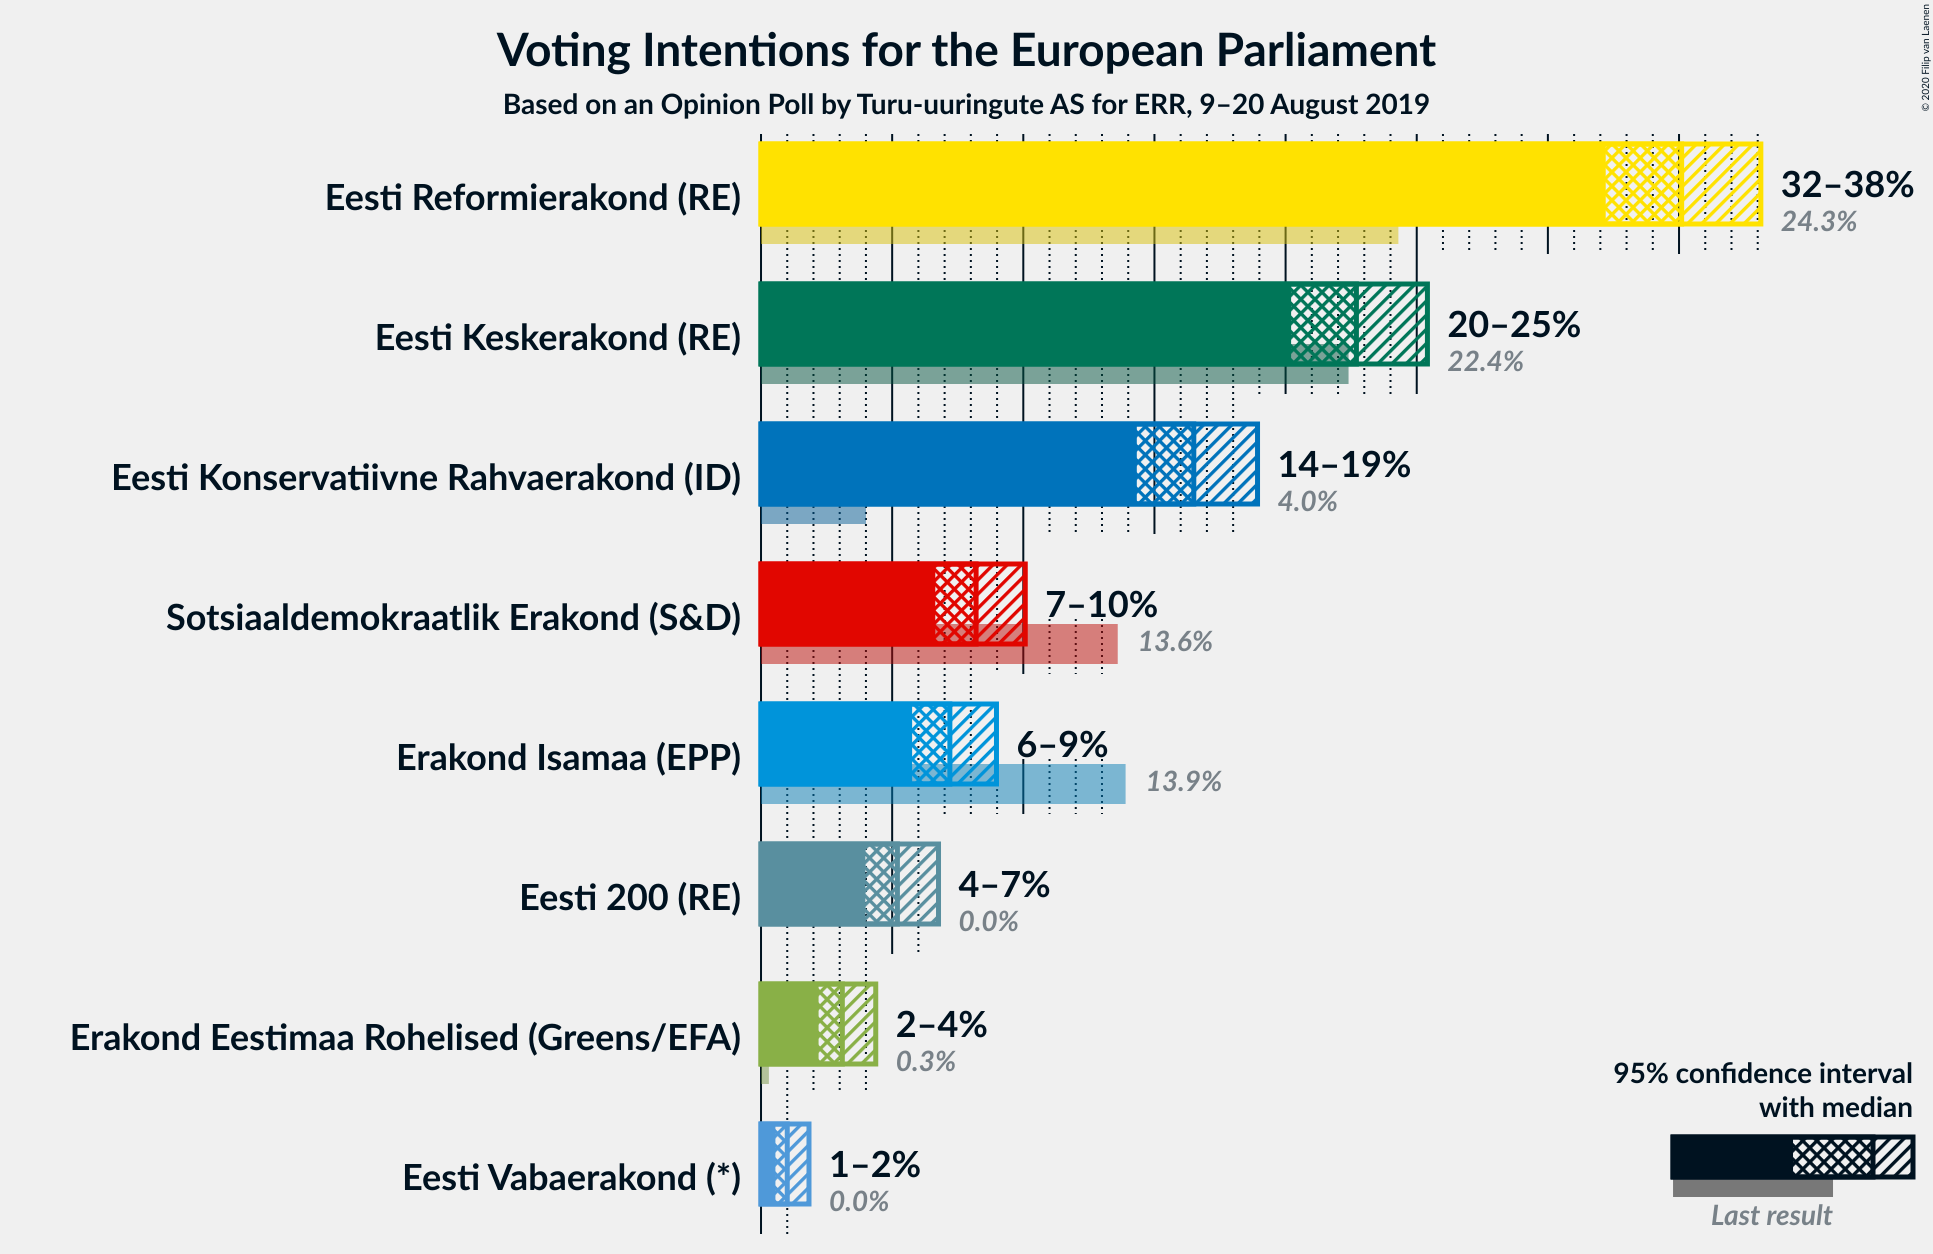 Voting Intentions for the European Parliament
Based on an Opinion Poll by Turu-uuringute AS for ERR, 9–20 August 2019
© 2020 Filip van Laenen
Eesti Reformierakond (RE)
32–38%
24.3%
Eesti Keskerakond (RE)
20–25%
22.4%
Eesti Konservatiivne Rahvaerakond (ID)
14–19%
4.0%
Sotsiaaldemokraatlik Erakond (S&D)
7–10%
13.6%
Erakond Isamaa (EPP)
6–9%
13.9%
Eesti 200 (RE)
4–7%
0.0%
Erakond Eestimaa Rohelised (Greens/EFA)
2–4%
0.3%
Eesti Vabaerakond (*)
1–2%
0.0%
95% confidence interval
with median
Last result